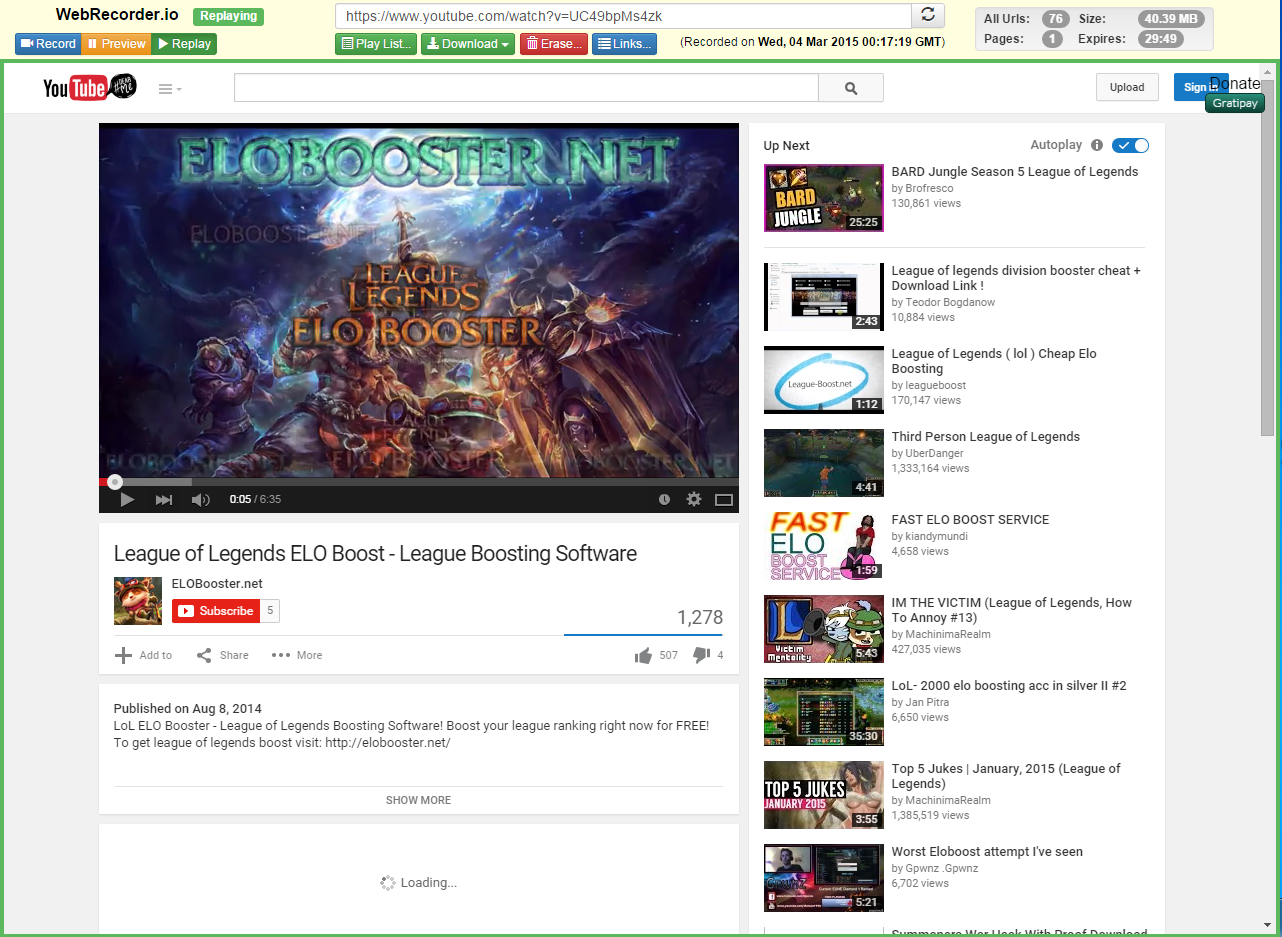 WebRecorder.io Replaying
https://www.youtube.com/watch?v=UC49bpMs4zk
All Urls: 76 Size: 40.39 MB
Pages: 1 Expires: 29:49
Record Preview Replay
Play List... Download Erase... Links...
(Recorded on Wed, 04 Mar 2015 00:17:19 GMT)
YouTube #DEAR ME
Upload
Sign in
Donate
Gratipay
ELOBOOSTER.NET
ELOBOOSTER.NET
LEAGUE
LEGENDS
ELO BOOSTER
LEAGUE
LEGENDS
ELOBOOSTER.NET
ELOBOOSTER.NET
0:05 / 6:35
League of Legends ELO Boost - League Boosting Software
ELOBooster.net
Subscribe 5
1,278
Add to Share More
507 4
Published on Aug 8, 2014
LoL ELO Booster - League of Legends Boosting Software! Boost your league ranking right now for FREE!
To get league of legends boost visit: http://elobooster.net/
SHOW MORE
Loading...
Up Next
Autoplay
BARD
JUNGLE
25:25
BARD Jungle Season 5 League of Legends
by Brofresco
130,861 views
2:43
League of legends division booster cheat +
Download Link !
by Teodor Bogdanow
10,884 views
League-Boost.net
1:12
League of Legends ( lol ) Cheap Elo
Boosting
by leagueboost
170,147 views
4:41
Third Person League of Legends
by UberDanger
1,333,164 views
FAST
ELO
BOOST
SERVICE
1:59
FAST ELO BOOST SERVICE
by kiandymundi
4,658 views
Victim
Mentality
5:43
IM THE VICTIM (League of Legends, How
To Annoy #13)
by MachinimaRealm
427,035 views
35:30
LoL- 2000 elo boosting acc in silver II #2
by Jan Pitra
6,650 views
TOP 5 JUKES
JANUARY 2015
3:55
Top 5 Jukes | January, 2015 (League of
Legends)
by MachinimaRealm
1,385,519 views
5:21
Worst Eloboost attempt I've seen
by Gpwnz .Gpwnz
6,702 views
Summoners War Hack With Proof Download